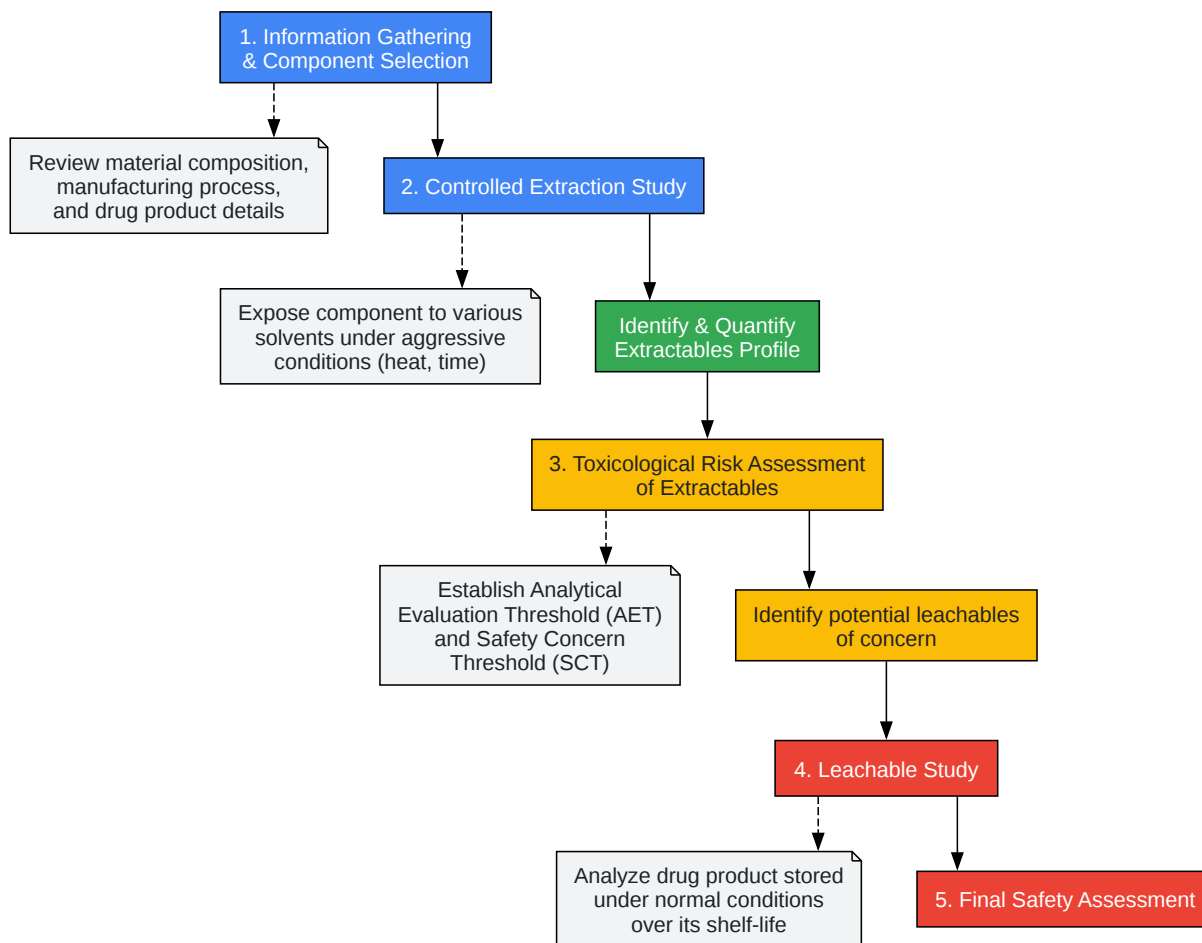 1. Information Gathering
& Component Selection
Review material composition,
manufacturing process,
and drug product details
2. Controlled Extraction Study
Expose component to various
solvents under aggressive
conditions (heat, time)
Identify & Quantify
Extractables Profile
3. Toxicological Risk Assessment
of Extractables
Establish Analytical
Evaluation Threshold (AET)
and Safety Concern
Threshold (SCT)
Identify potential leachables
of concern
4. Leachable Study
Analyze drug product stored
under normal conditions
over its shelf-life
5. Final Safety Assessment